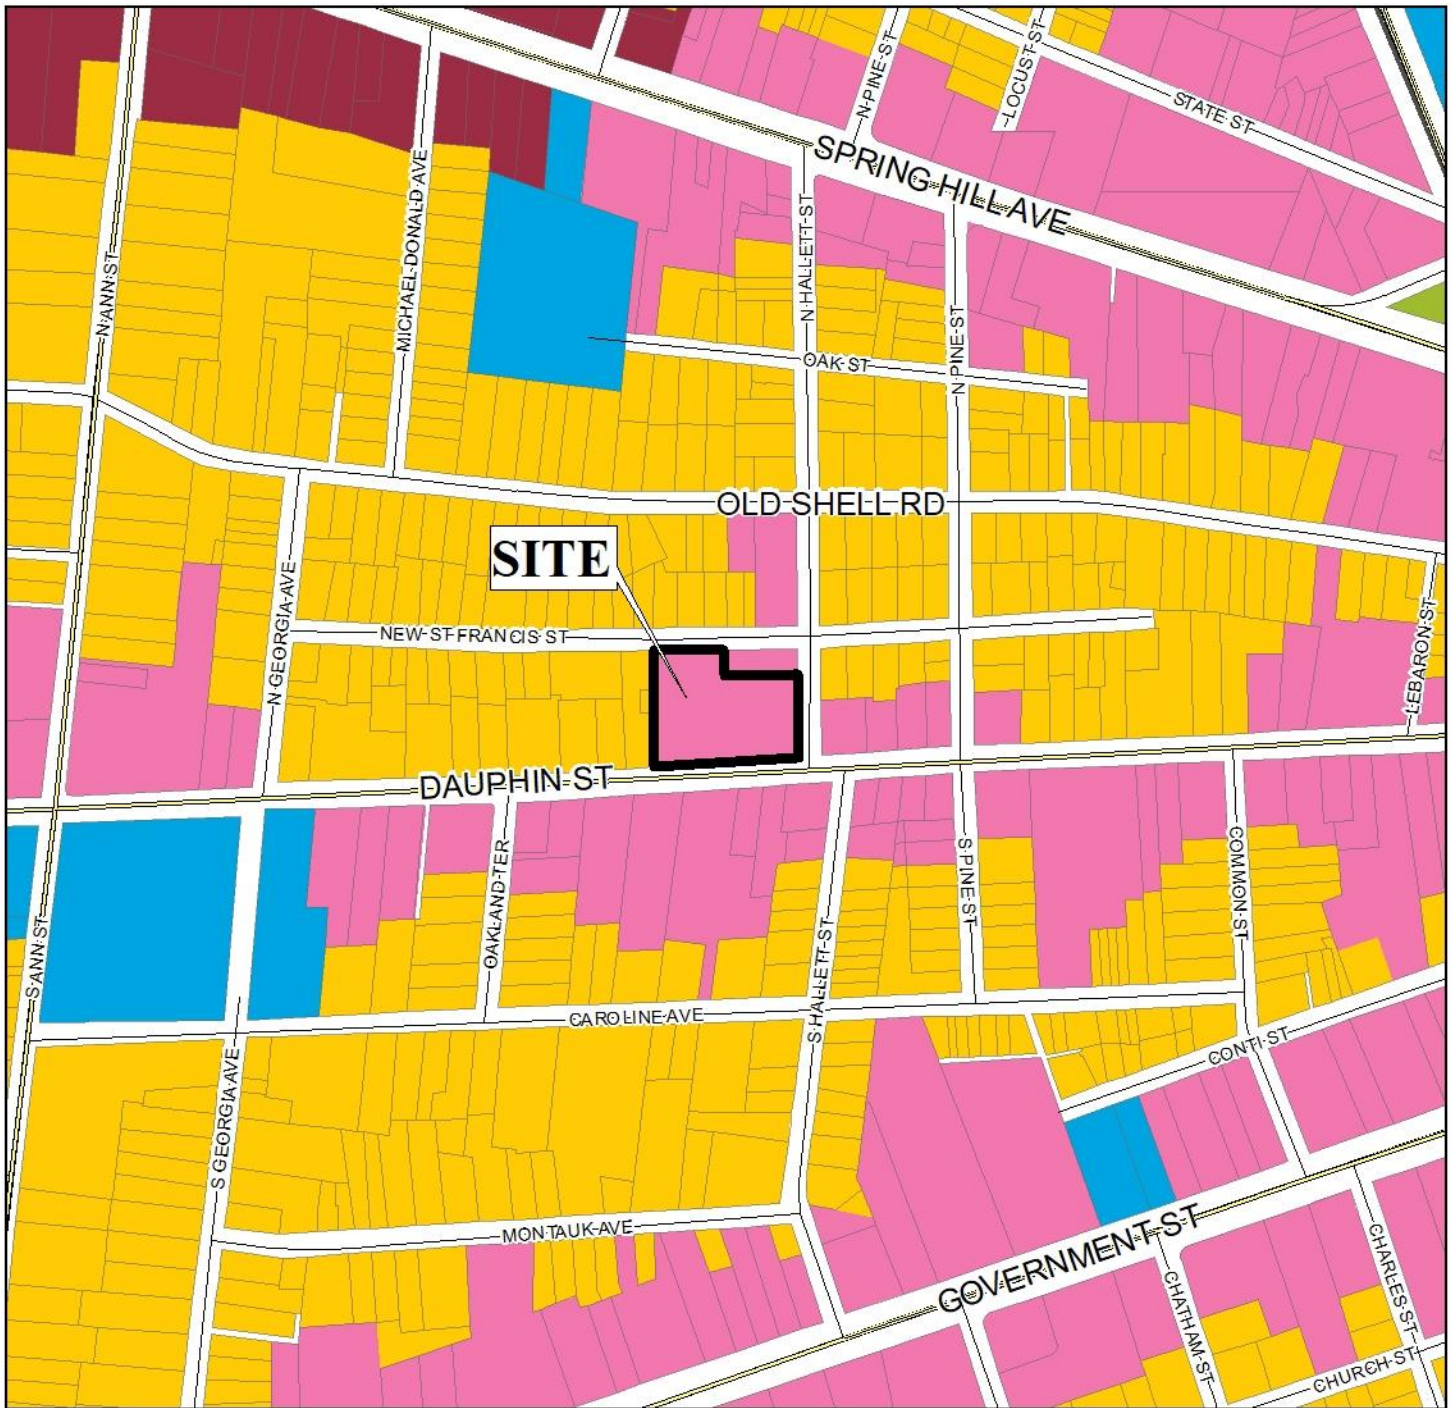 N PINE ST
LOCUST ST
STATE ST
SPRING HILL AVE
MICHAEL DONALD AVE
N ANN ST
N HALLETT ST
N PINE ST
OAK ST
OLD SHELL RD
SITE
N GEORGIA AVE
NEW ST FRANCIS ST
LEBARON ST
DAUPHIN ST
OAKLAND TER
S PINE ST
COMMON ST
S ANN ST
S HALLETT ST
CAROLINE AVE
CONTI ST
S GEORGIA AVE
MONTAUK AVE
GOVERNMENT ST
CHATHAM ST
CHARLES ST
CHURCH ST